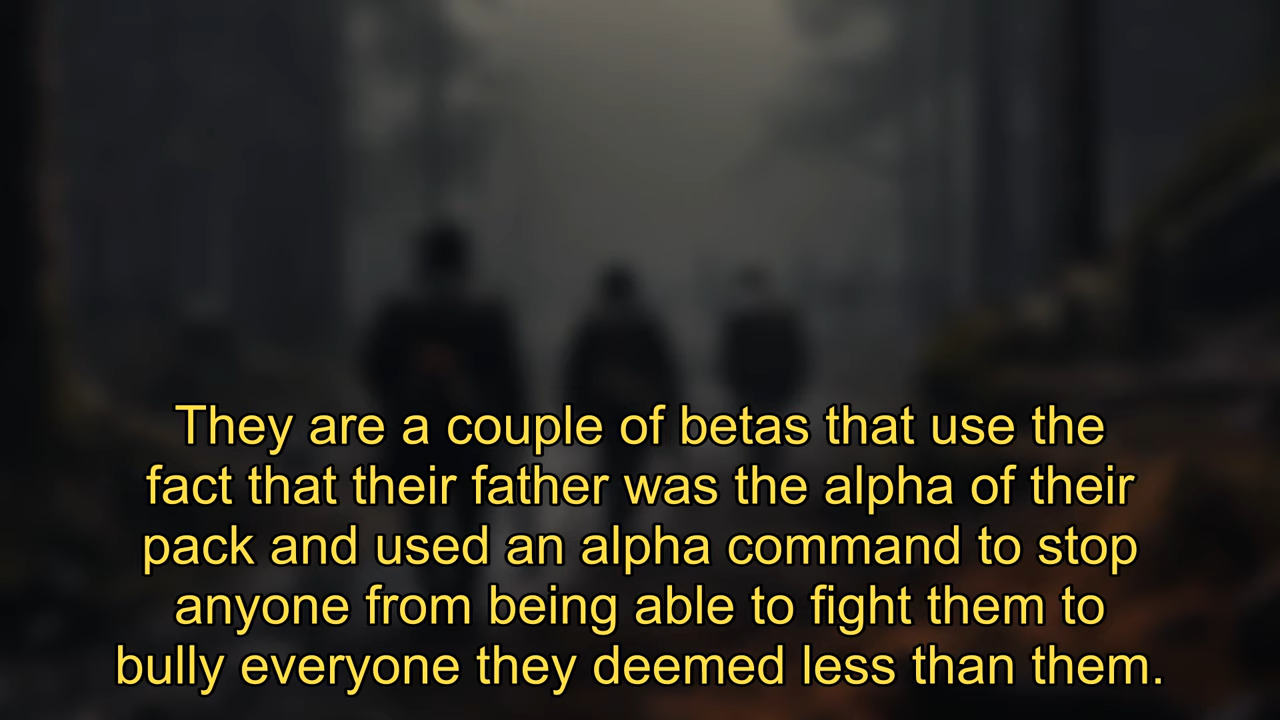 They are a couple of betas that use the
fact that their father was the alpha of their
pack and used an alpha command to stop
anyone from being able to fight them to
bully everyone they deemed less than them.